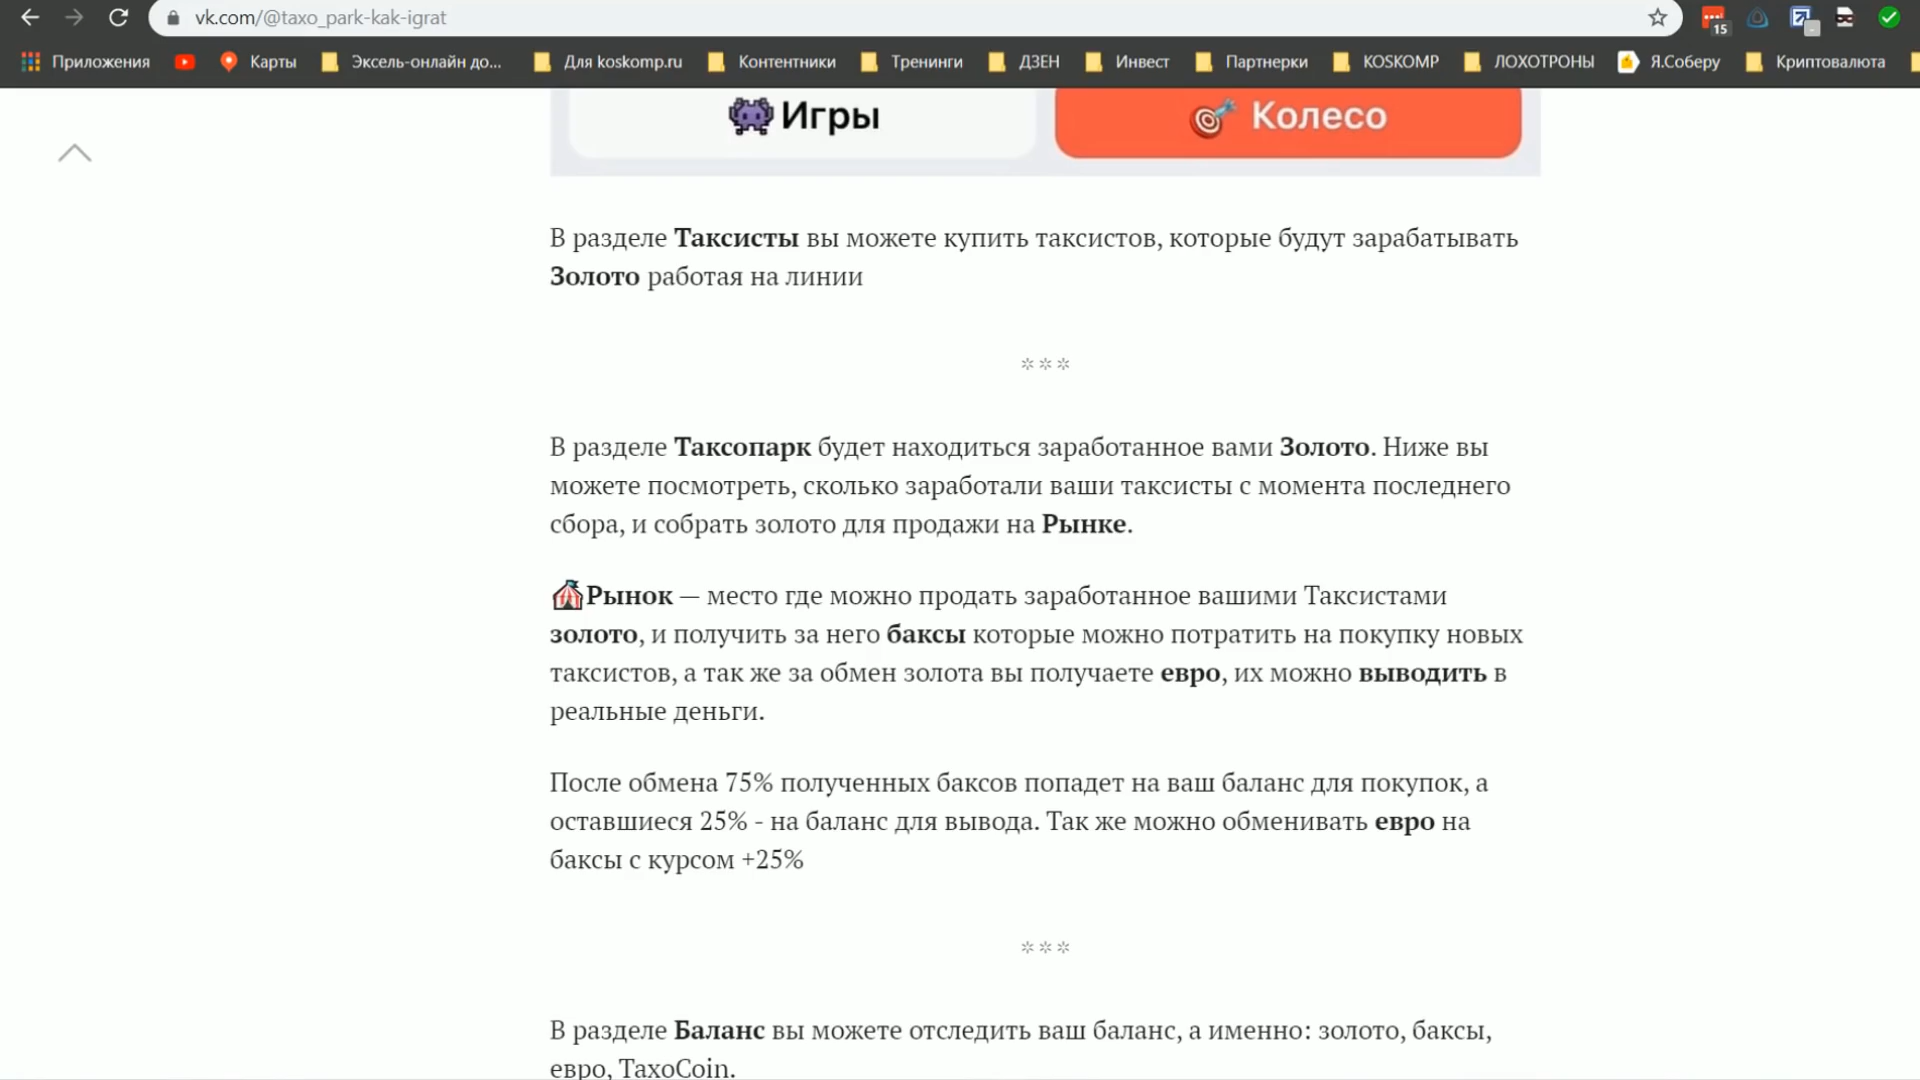 vk.com/@taxo_park-kak-igrat
15
Приложения Карты Эксель-онлайн до... Для koskomp.ru Контентники Тренинги ДЗЕН Инвест Партнерки KOSKOMP ЛОХОТРОНЫ Я.Соберу Криптовалюта
Игры Колесо
В разделе Таксисты вы можете купить таксистов, которые будут зарабатывать
Золото работая на линии
***
В разделе Таксопарк будет находиться заработанное вами Золото. Ниже вы
можете посмотреть, сколько заработали ваши таксисты с момента последнего
сбора, и собрать золото для продажи на Рынке.
Рынок — место где можно продать заработанное вашими Таксистами
золото, и получить за него баксы которые можно потратить на покупку новых
таксистов, а так же за обмен золота вы получаете евро, их можно выводить в
реальные деньги.
После обмена 75% полученных баксов попадет на ваш баланс для покупок, а
оставшиеся 25% - на баланс для вывода. Так же можно обменивать евро на
баксы с курсом +25%
***
В разделе Баланс вы можете отследить ваш баланс, а именно: золото, баксы,
евро, TaxoCoin.